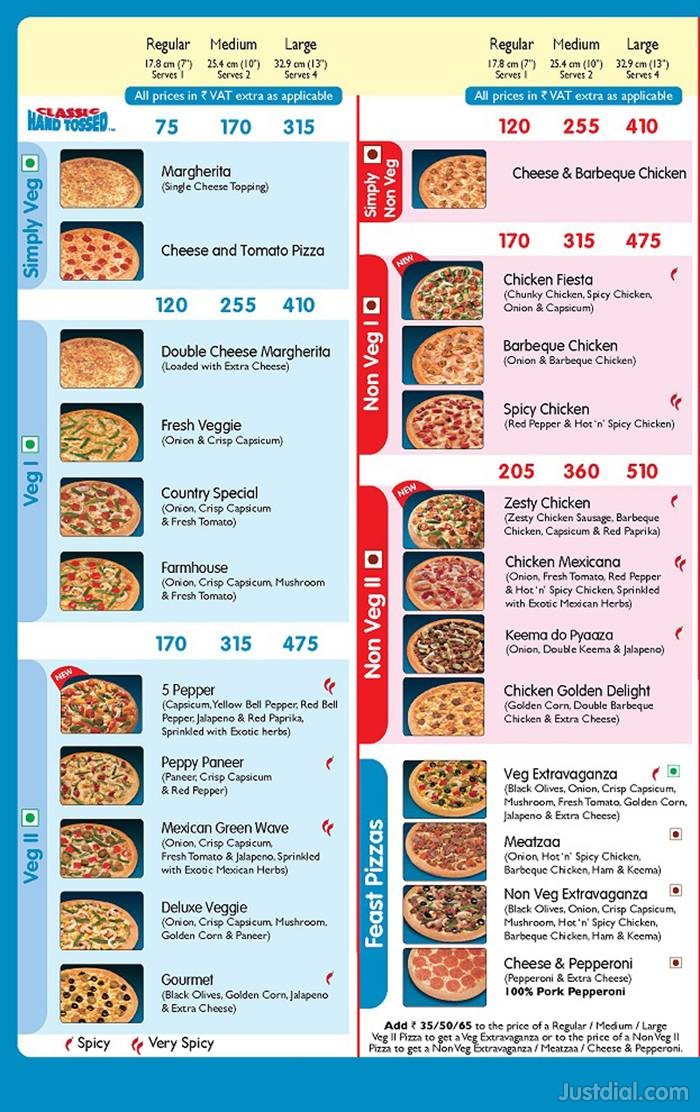 Regular Medium Large
17.8 cm (7") 25.4 cm (10") 32.9 cm (13")
Serves 1 Serves 2 Serves 4
All prices in ₹ VAT extra as applicable
CLASSIC
HAND TOSSED™
75 170 315
Simply Veg
Margherita
(Single Cheese Topping)
Cheese and Tomato Pizza
120 255 410
Veg I
Double Cheese Margherita
(Loaded with Extra Cheese)
Fresh Veggie
(Onion & Crisp Capsicum)
Country Special
(Onion, Crisp Capsicum
& Fresh Tomato)
Farmhouse
(Onion, Crisp Capsicum, Mushroom
& Fresh Tomato)
170 315 475
Veg II
NEW
5 Pepper
(Capsicum,Yellow Bell Pepper, Red Bell
Pepper, Jalapeno & Red Paprika,
Sprinkled with Exotic herbs)
Peppy Paneer
(Paneer, Crisp Capsicum
& Red Pepper)
Mexican Green Wave
(Onion, Crisp Capsicum,
Fresh Tomato & Jalapeno, Sprinkled
with Exotic Mexican Herbs)
Deluxe Veggie
(Onion, Crisp Capsicum, Mushroom,
Golden Corn & Paneer)
Gourmet
(Black Olives, Golden Corn, Jalapeno
& Extra Cheese)
Spicy Very Spicy
Regular Medium Large
17.8 cm (7") 25.4 cm (10") 32.9 cm (13")
Serves 1 Serves 2 Serves 4
All prices in ₹ VAT extra as applicable
120 255 410
Simply
Non Veg
Cheese & Barbeque Chicken
170 315 475
Non Veg I
NEW
Chicken Fiesta
(Chunky Chicken, Spicy Chicken,
Onion & Capsicum)
Barbeque Chicken
(Onion & Barbeque Chicken)
Spicy Chicken
(Red Pepper & Hot 'n' Spicy Chicken)
205 360 510
Non Veg II
NEW
Zesty Chicken
(Zesty Chicken Sausage, Barbeque
Chicken, Capsicum & Red Paprika)
Chicken Mexicana
(Onion, Fresh Tomato, Red Pepper
& Hot 'n' Spicy Chicken, Sprinkled
with Exotic Mexican Herbs)
Keema do Pyaaza
(Onion, Double Keema & Jalapeno)
Chicken Golden Delight
(Golden Corn, Double Barbeque
Chicken & Extra Cheese)
Feast Pizzas
Veg Extravaganza
(Black Olives, Onion, Crisp Capsicum,
Mushroom, Fresh Tomato, Golden Corn,
Jalapeno & Extra Cheese)
Meatzaa
(Onion, Hot 'n' Spicy Chicken,
Barbeque Chicken, Ham & Keema)
Non Veg Extravaganza
(Black Olives, Onion, Crisp Capsicum,
Mushroom, Hot 'n' Spicy Chicken,
Barbeque Chicken, Ham & Keema)
Cheese & Pepperoni
(Pepperoni & Extra Cheese)
100% Pork Pepperoni
Add ₹ 35/50/65 to the price of a Regular / Medium / Large
Veg II Pizza to get a Veg Extravaganza or to the price of a Non Veg II
Pizza to get a Non Veg Extravaganza / Meatzaa / Cheese & Pepperoni.
Justdial.com